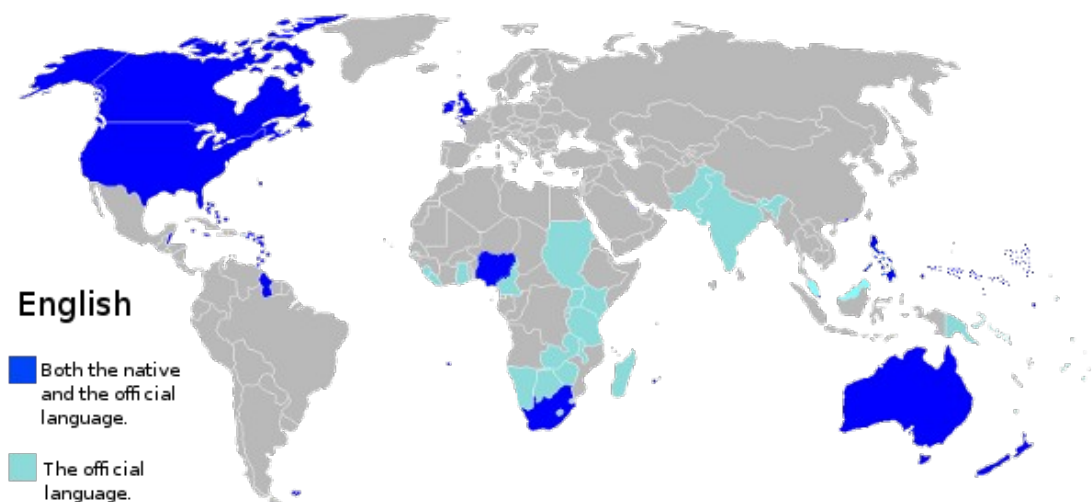 English
Both the native
and the official
language.
The official
language.